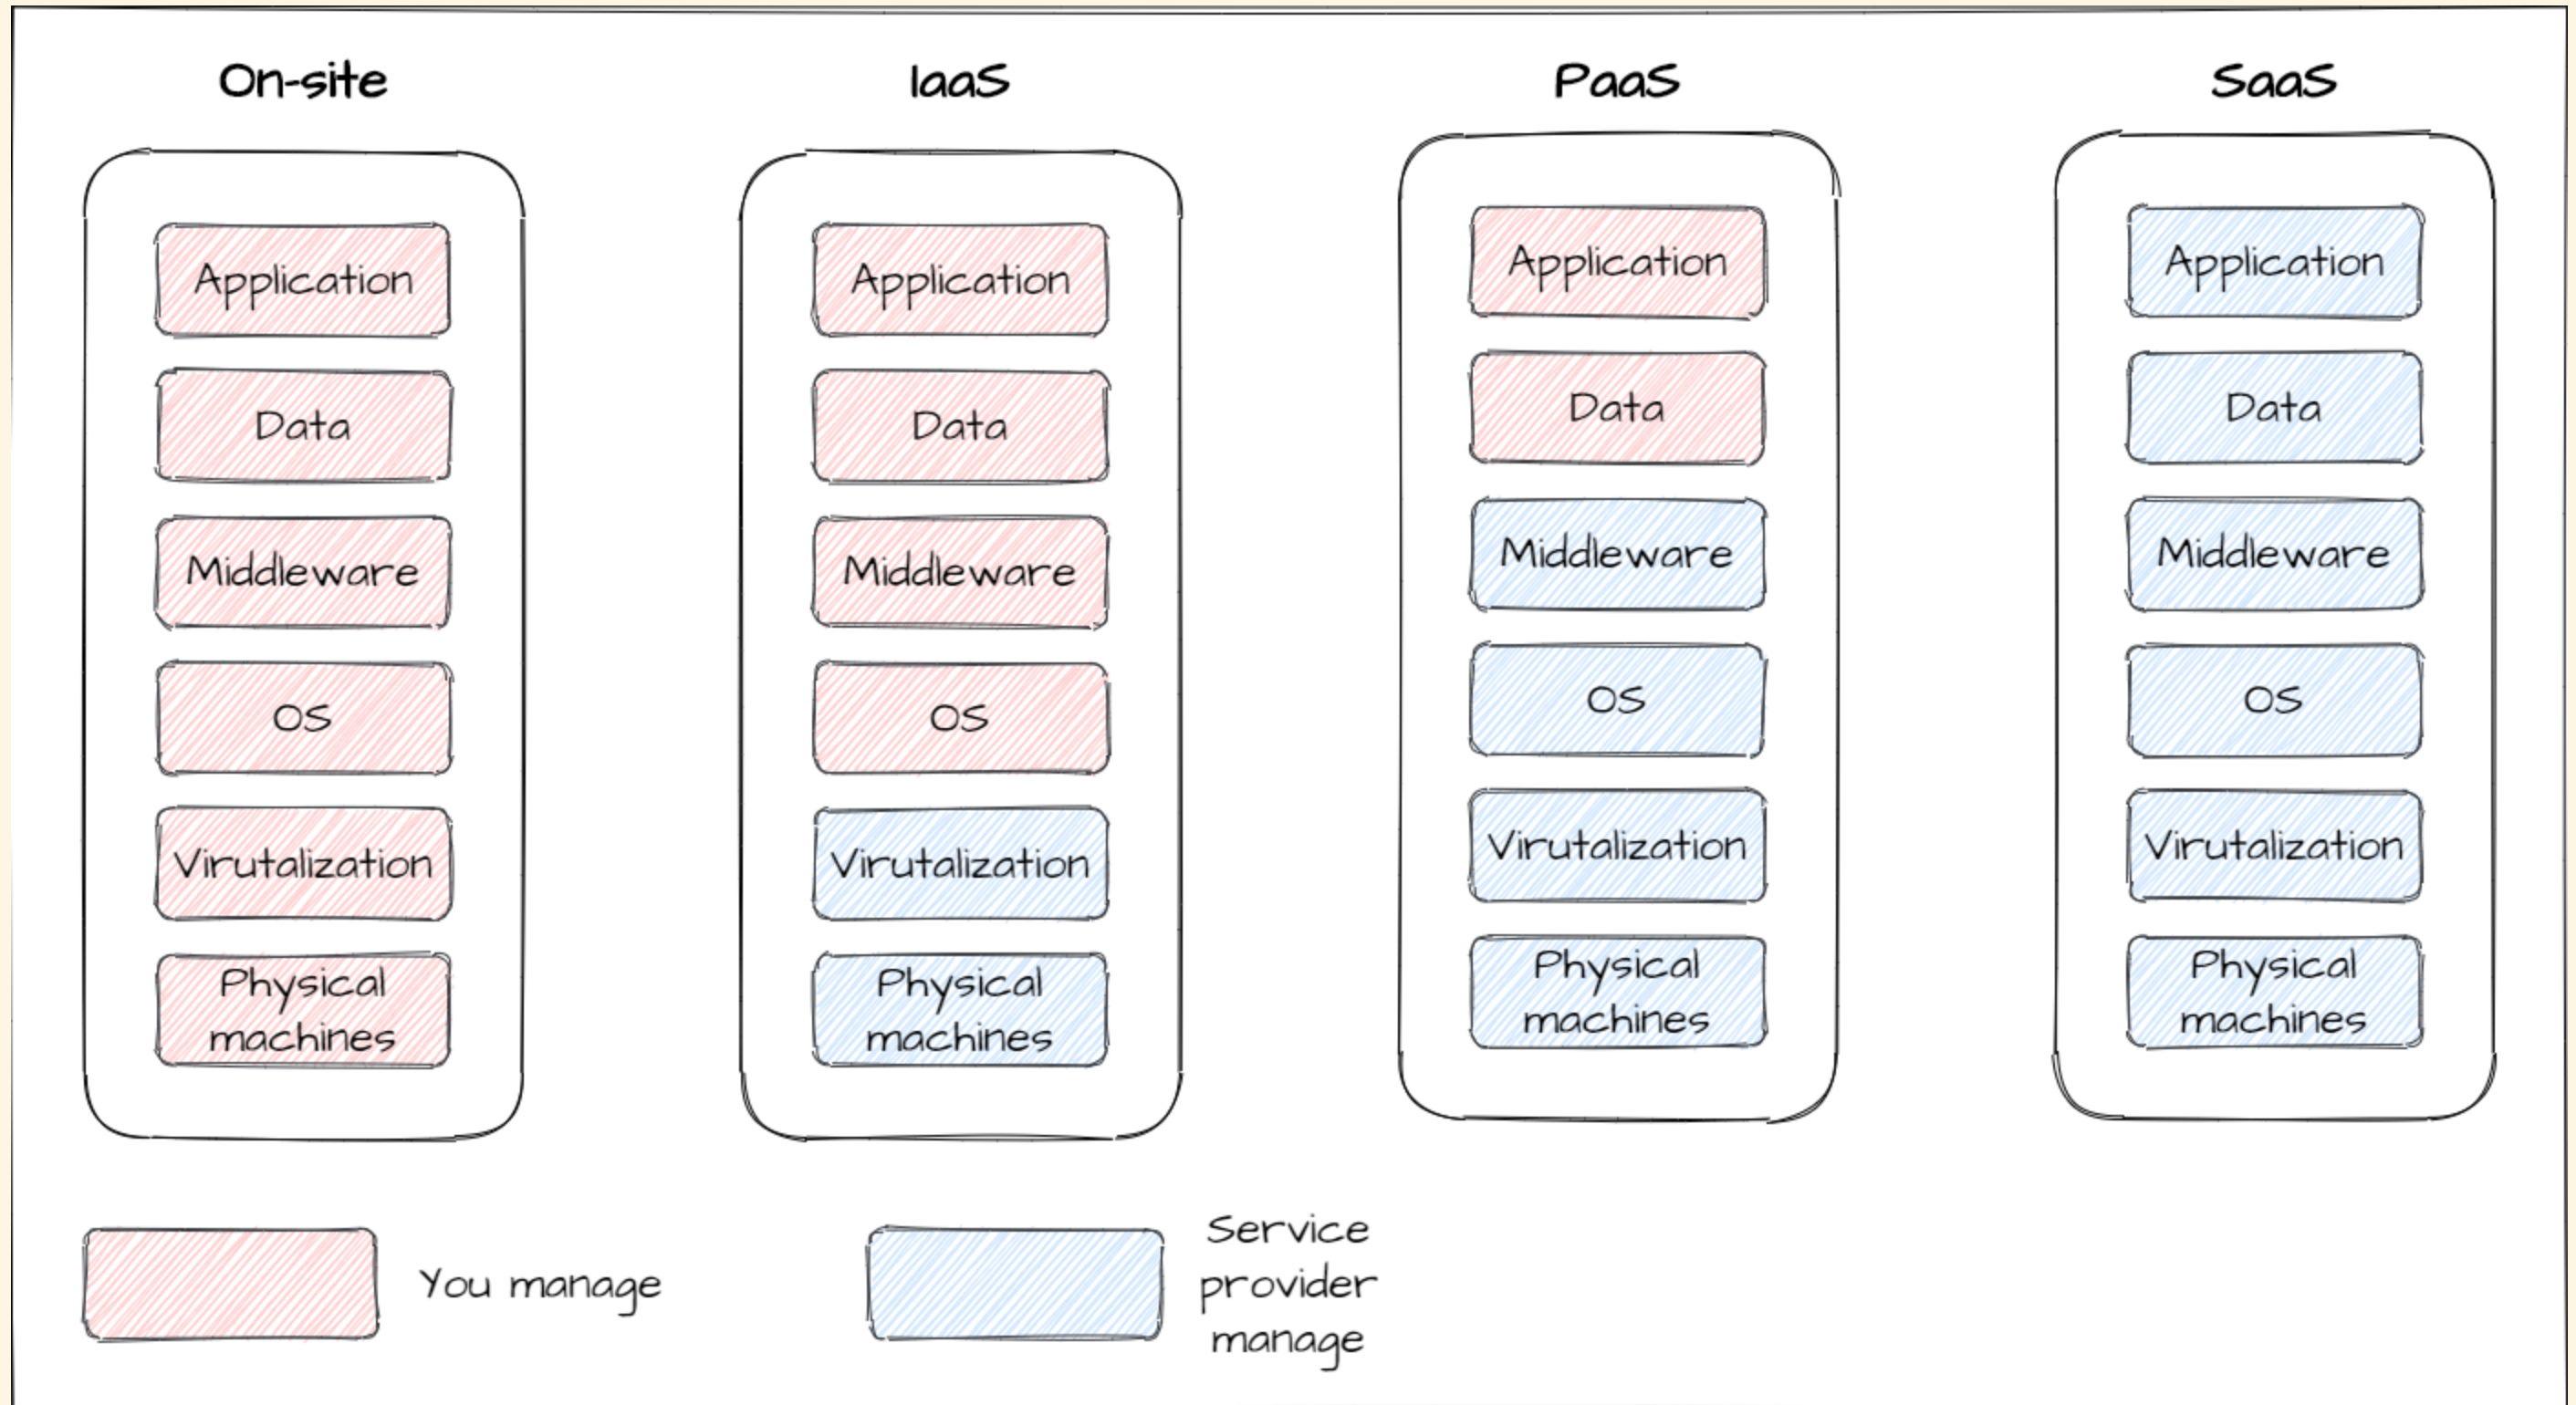 On-site
Application
Data
Middleware
OS
Virutalization
Physical
machines
IaaS
Application
Data
Middleware
OS
Virutalization
Physical
machines
PaaS
Application
Data
Middleware
OS
Virutalization
Physical
machines
SaaS
Application
Data
Middleware
OS
Virutalization
Physical
machines
You manage
Service
provider
manage